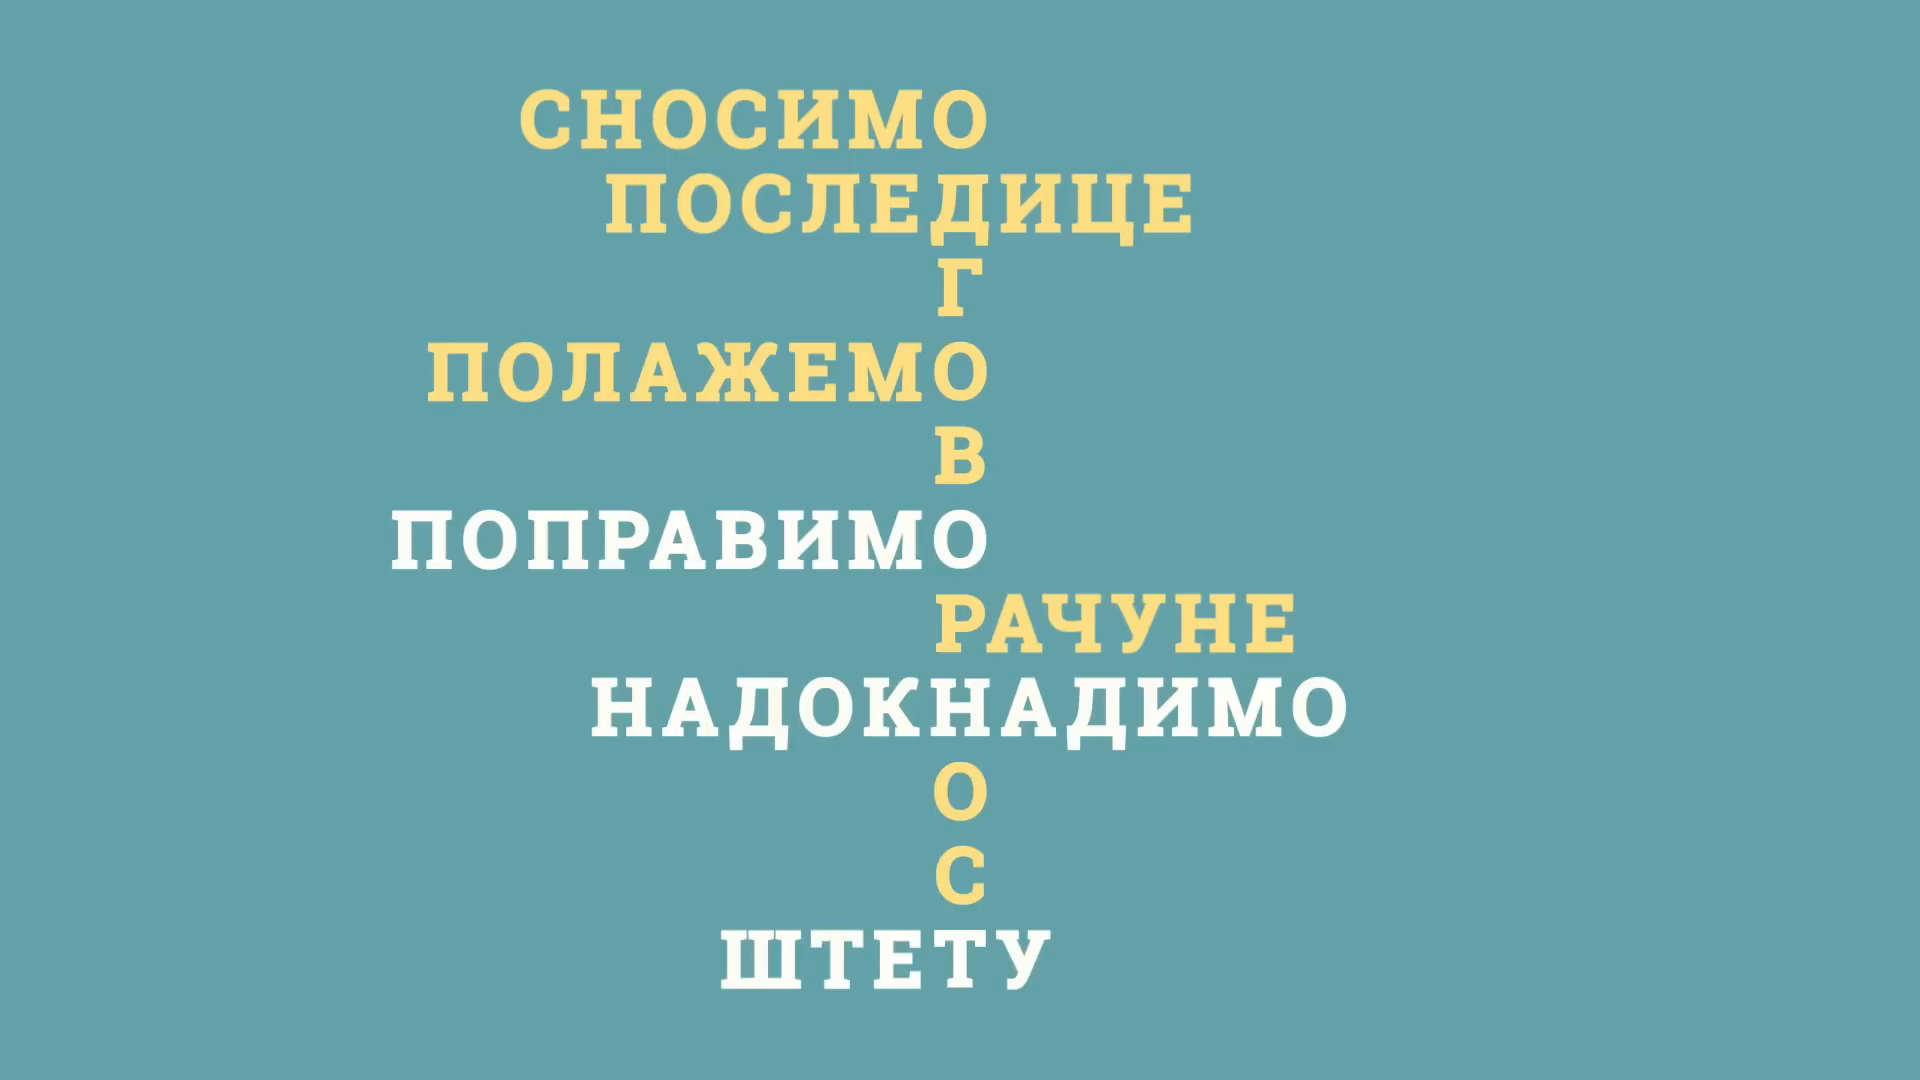 СНОСИМО
ПОСЛЕДИЦЕ
Г
ПОЛАЖЕМО
В
ПОПРАВИМО
РАЧУНЕ
НАДОКНАДИМО
О
С
ШТЕТУ